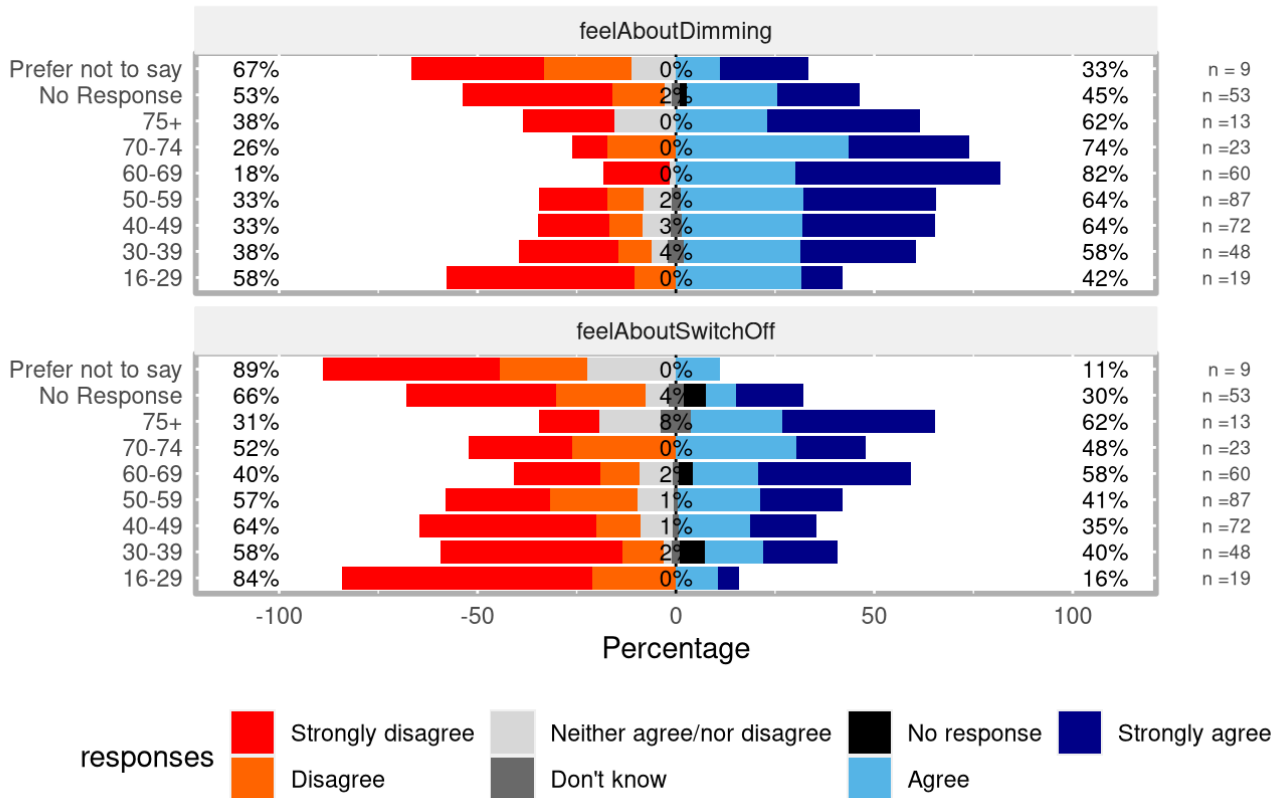 feelAboutDimming
Prefer not to say 67% 0% 33% n = 9
No Response 53% 2% 45% n =53
75+ 38% 0% 62% n =13
70-74 26% 0% 74% n =23
60-69 18% 0% 82% n =60
50-59 33% 2% 64% n =87
40-49 33% 3% 64% n =72
30-39 38% 4% 58% n =48
16-29 58% 0% 42% n =19
feelAboutSwitchOff
Prefer not to say 89% 0% 11% n = 9
No Response 66% 4% 30% n =53
75+ 31% 8% 62% n =13
70-74 52% 0% 48% n =23
60-69 40% 2% 58% n =60
50-59 57% 1% 41% n =87
40-49 64% 1% 35% n =72
30-39 58% 2% 40% n =48
16-29 84% 0% 16% n =19
-100 -50 0 50 100
Percentage
responses
Strongly disagree Neither agree/nor disagree No response Strongly agree
Disagree Don't know Agree